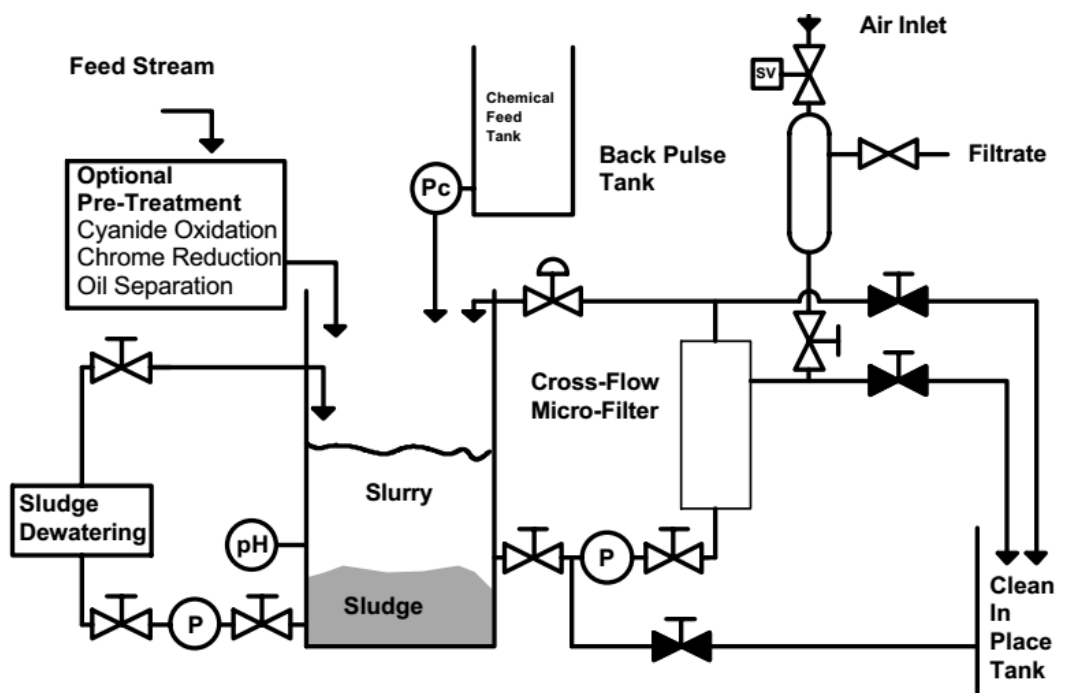 Air Inlet
Feed Stream
SV
Chemical
Feed
Tank
Back Pulse
Tank
Filtrate
Optional
Pre-Treatment
Cyanide Oxidation
Chrome Reduction
Oil Separation
Pc
Cross-Flow
Micro-Filter
Slurry
Sludge
Dewatering
pH
P
Sludge
P
Clean
In
Place
Tank